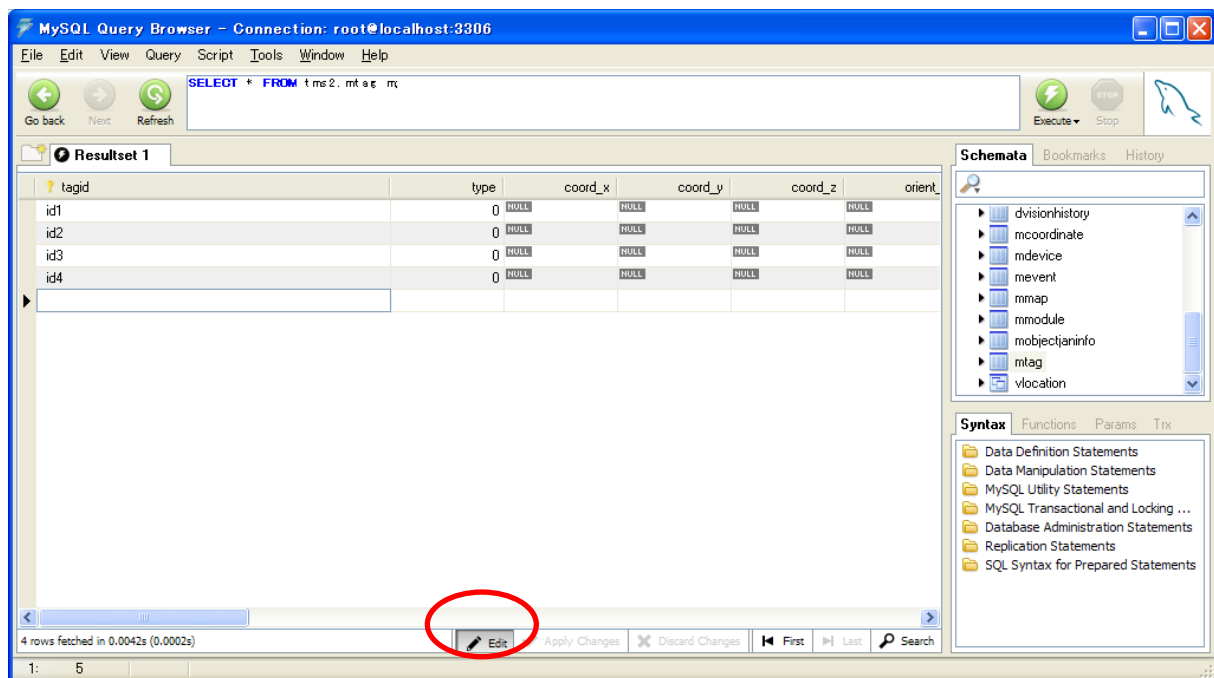 MySQL Query Browser - Connection: root@localhost:3306
File Edit View Query Script Tools Window Help
SELECT * FROM tms2.mtag m;
Go back Next Refresh Execute Stop
STOP
Resultset 1
tagid type coord_x coord_y coord_z orient_
id1 0 NULL NULL NULL NULL
id2 0 NULL NULL NULL NULL
id3 0 NULL NULL NULL NULL
id4 0 NULL NULL NULL NULL
4 rows fetched in 0.0042s (0.0002s) Edit Apply Changes Discard Changes First Last Search
1: 5
Schemata Bookmarks History
dvisionhistory
mcoordinate
mdevice
mevent
mmap
mmodule
mobjectjaninfo
mtag
vlocation
Syntax Functions Params Trx
Data Definition Statements
Data Manipulation Statements
MySQL Utility Statements
MySQL Transactional and Locking ...
Database Administration Statements
Replication Statements
SQL Syntax for Prepared Statements